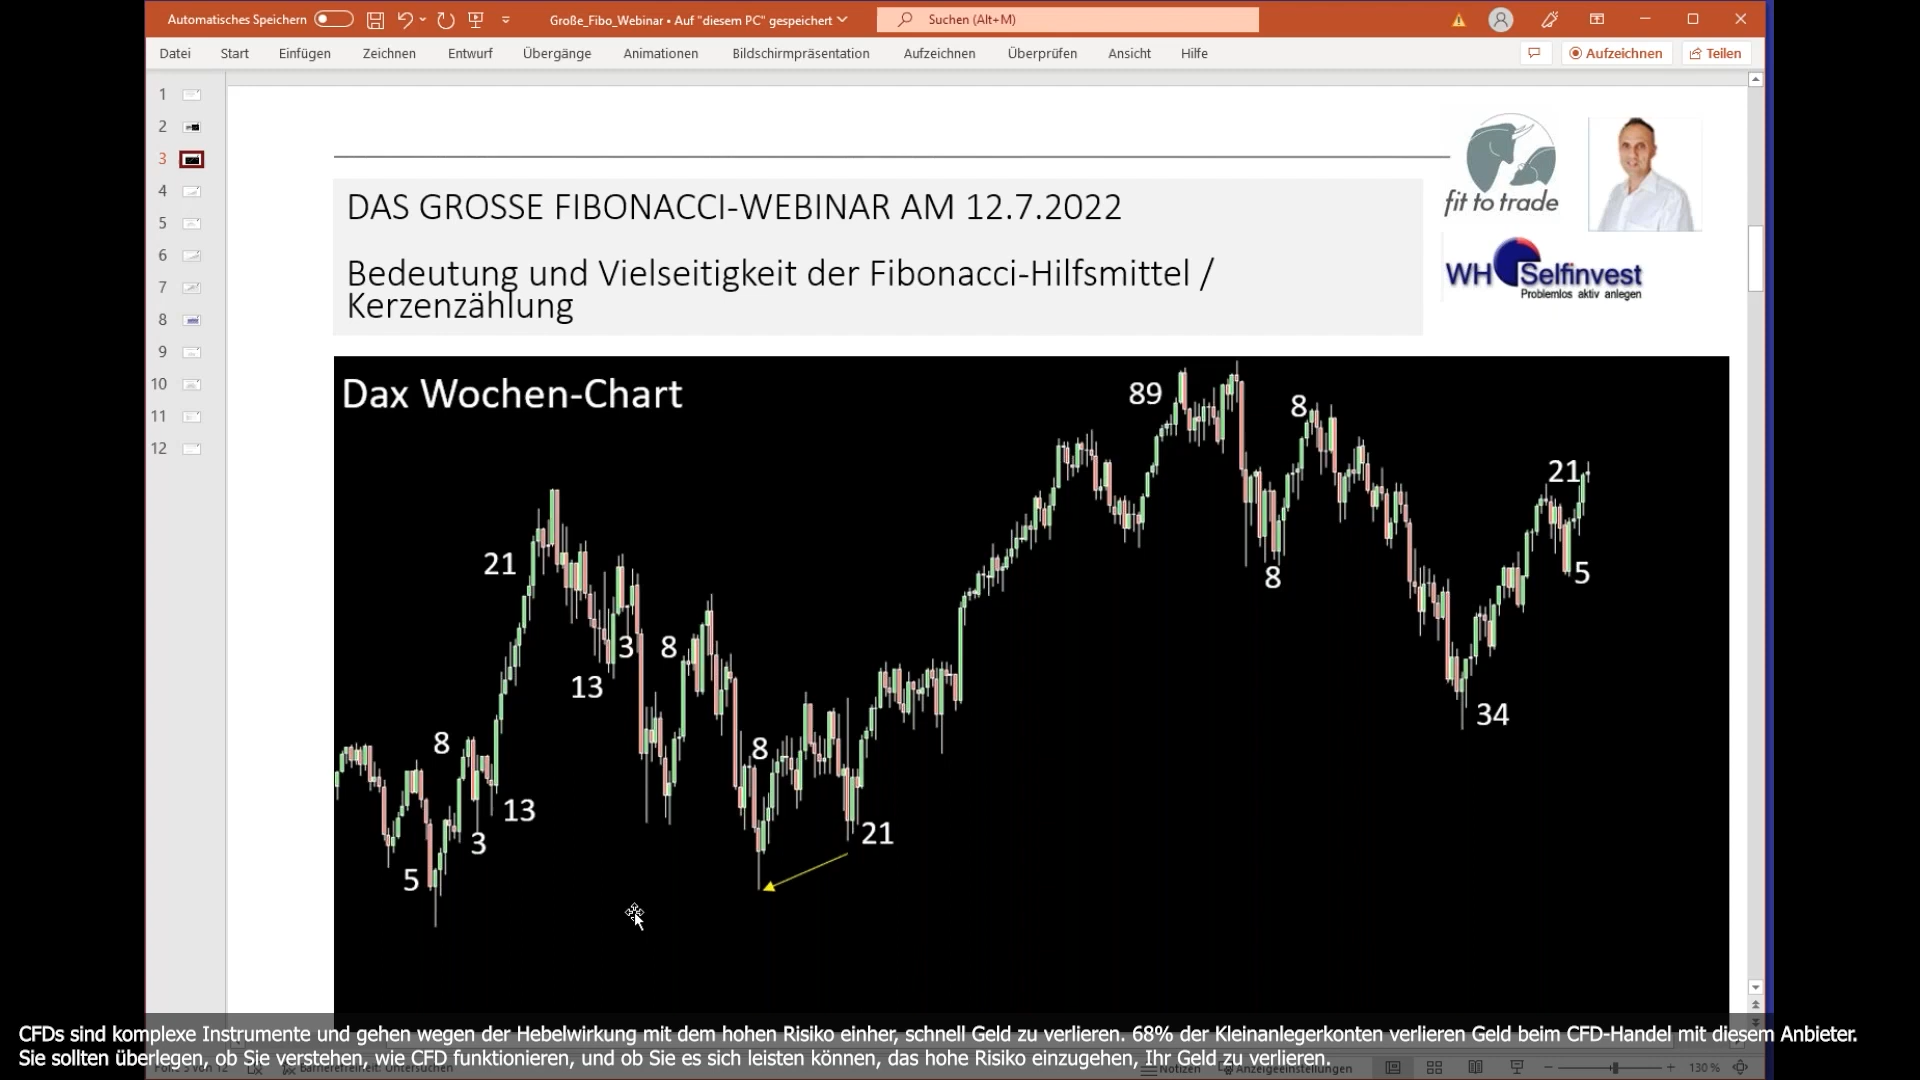 Automatisches Speichern
Große_Fibo_Webinar • Auf "diesem PC" gespeichert
Suchen (Alt+M)
Datei Start Einfügen Zeichnen Entwurf Übergänge Animationen Bildschirmpräsentation Aufzeichnen Überprüfen Ansicht Hilfe
Aufzeichnen
Teilen
1
2
3
4
5
6
7
8
9
10
11
12
DAS GROSSE FIBONACCI-WEBINAR AM 12.7.2022
Bedeutung und Vielseitigkeit der Fibonacci-Hilfsmittel /
Kerzenzählung
fit to trade
WH Selfinvest
Problemlos aktiv anlegen
Dax Wochen-Chart
89
8
21
21
5
8
3
8
13
34
8
8
13
21
3
5
CFDs sind komplexe Instrumente und gehen wegen der Hebelwirkung mit dem hohen Risiko einher, schnell Geld zu verlieren. 68% der Kleinanlegerkonten verlieren Geld beim CFD-Handel mit diesem Anbieter.
Sie sollten überlegen, ob Sie verstehen, wie CFD funktionieren, und ob Sie es sich leisten können, das hohe Risiko einzugehen, Ihr Geld zu verlieren.
Barrierefreiheit: Untersuchen
Notizen
Anzeigeeinstellungen
130 %